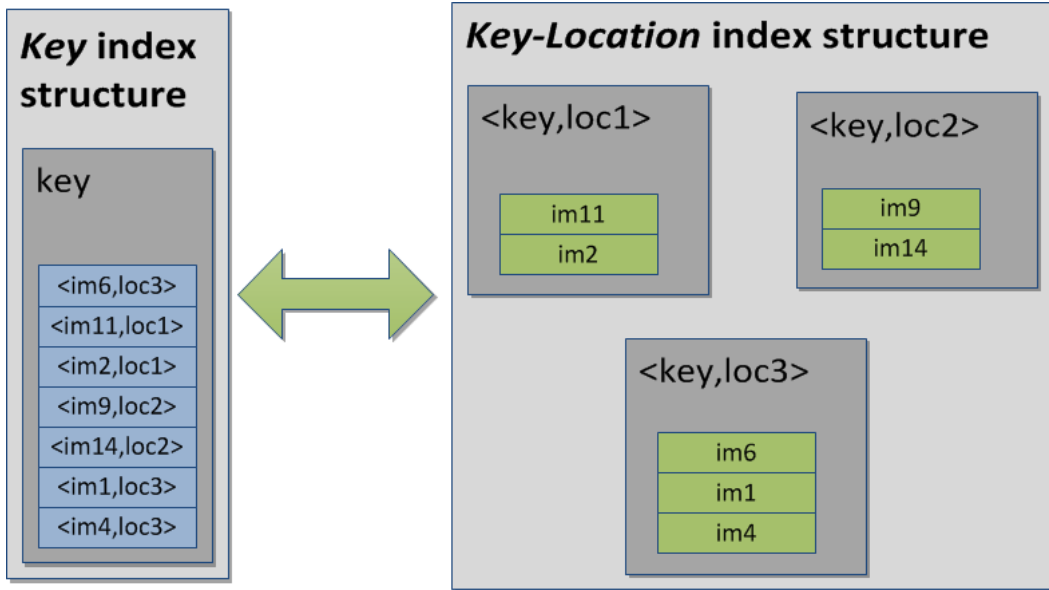 Key index
structure
key
<im6,loc3>
<im11,loc1>
<im2,loc1>
<im9,loc2>
<im14,loc2>
<im1,loc3>
<im4,loc3>
Key-Location index structure
<key,loc1>
im11
im2
<key,loc2>
im9
im14
<key,loc3>
im6
im1
im4